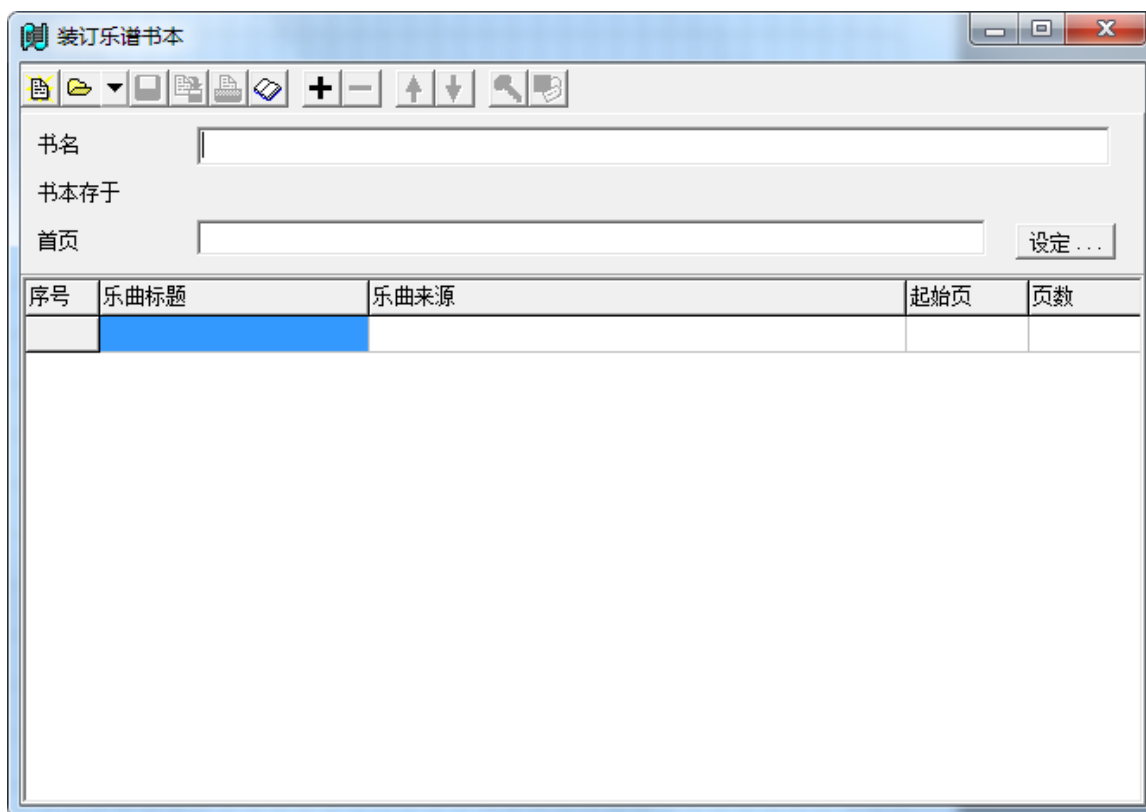 装订乐谱书本
书名
书本存于
首页
设定 . . .
序号 乐曲标题 乐曲来源 起始页 页数